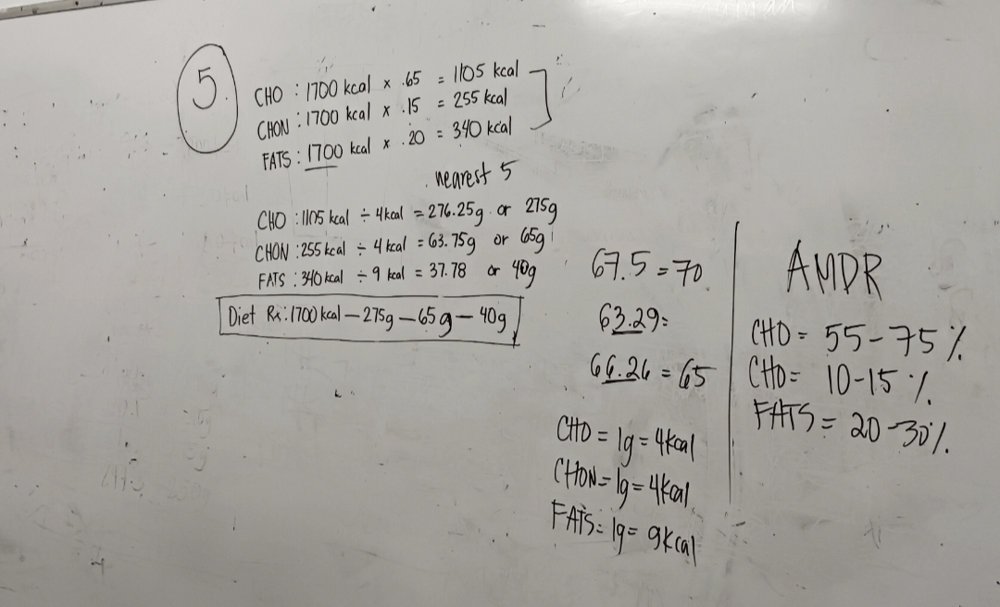 5
CHO : 1700 kcal x .65 = 1105 kcal
CHON : 1700 kcal x .15 = 255 kcal
FATS : 1700 kcal x .20 = 340 kcal
nearest 5
CHO : 1105 kcal ÷ 4kcal = 276.25g or 275g
CHON : 255 kcal ÷ 4 kcal = 63.75g or 65g
FATS : 340 kcal ÷ 9 kcal = 37.78 or 40g
Diet Rx : 1700 kcal – 275g – 65g – 40g
67.5 = 70
63.29=
66.26 = 65
CHO = 1g = 4kcal
CHON = 1g = 4kcal
FATS = 1g = 9kcal
AMDR
CHO = 55-75%
CHO = 10-15%
FATS = 20-30%